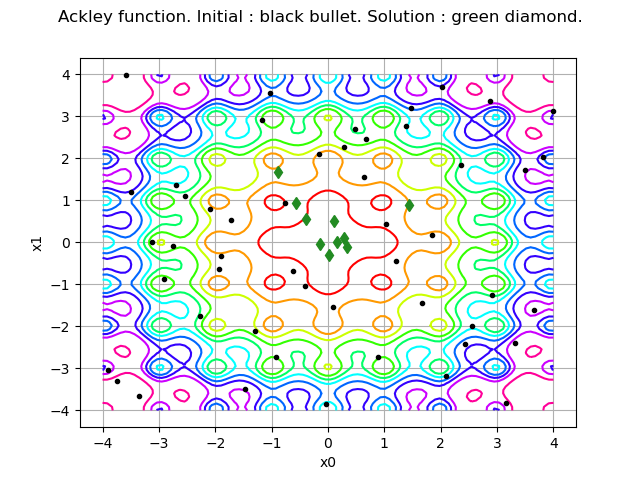 Ackley function. Initial : black bullet. Solution : green diamond.
4
3
2
1
0
−1
−2
−3
−4
x1
−4 −3 −2 −1 0 1 2 3 4
x0